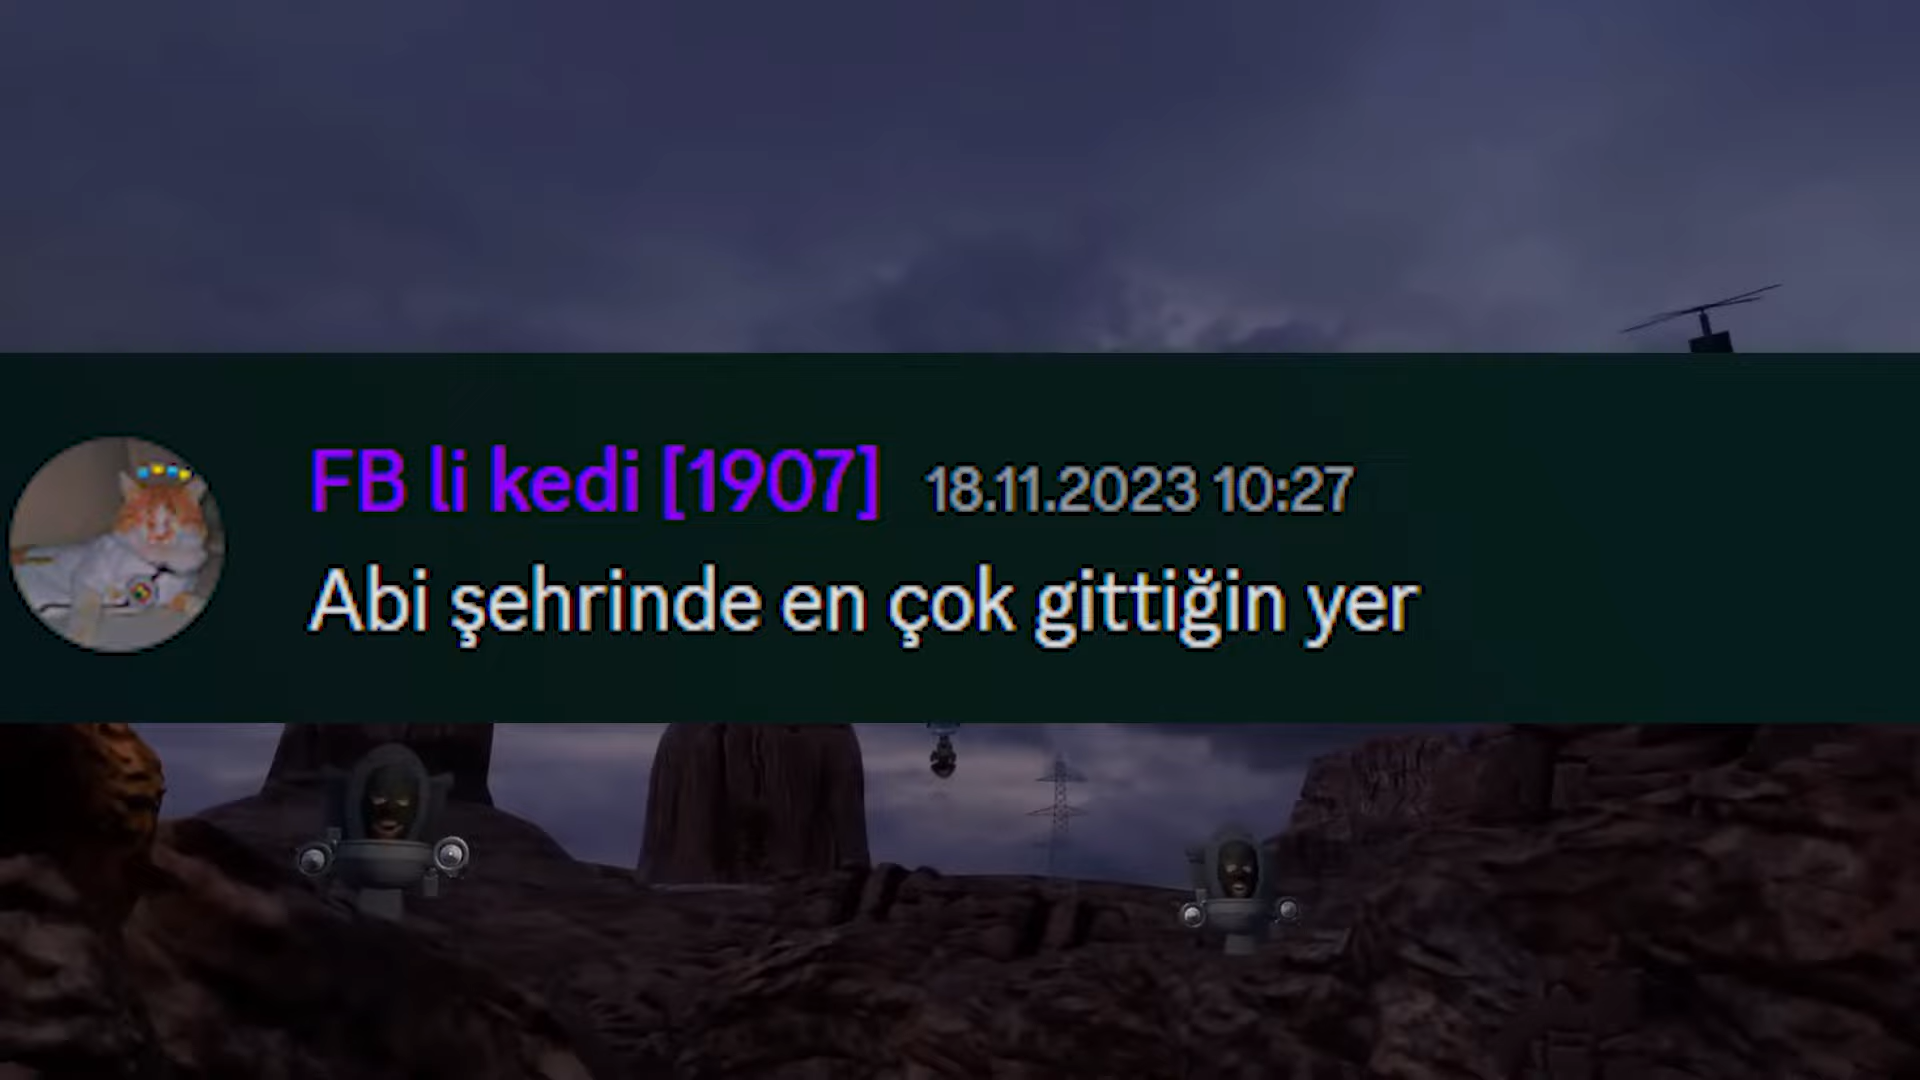 FB li kedi [1907] 18.11.2023 10:27
Abi şehrinde en çok gittiğin yer